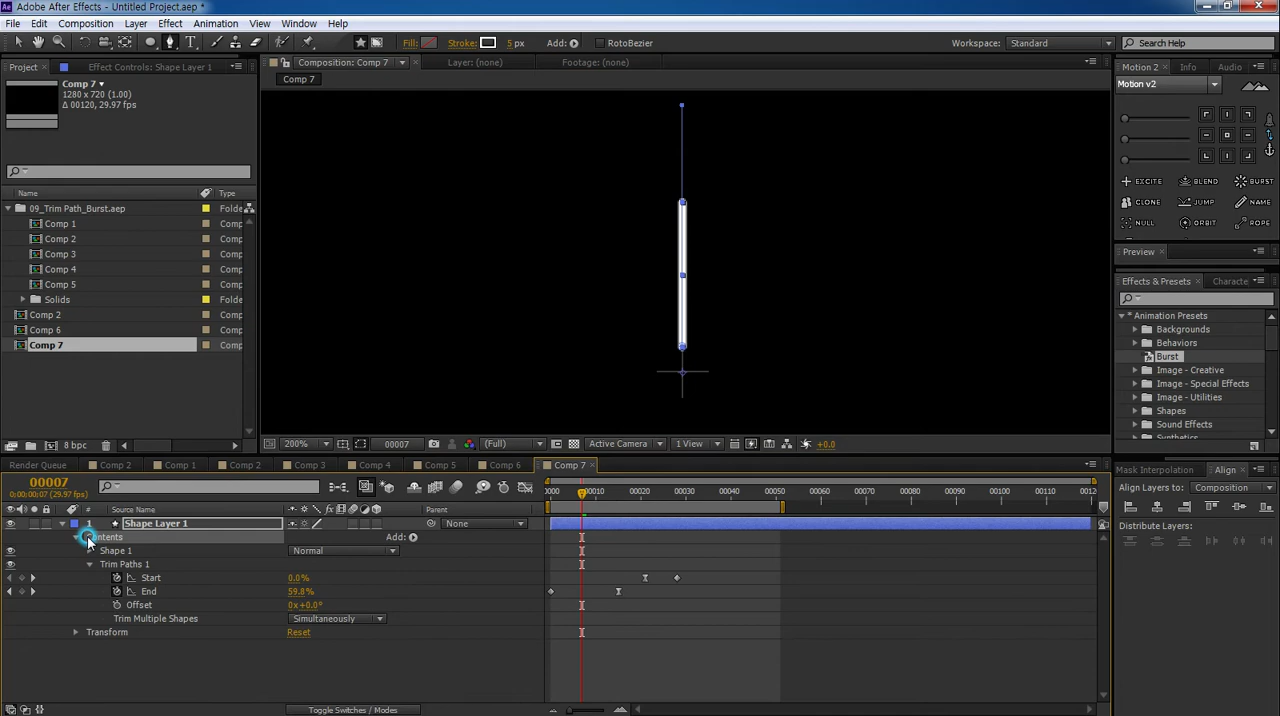 Adobe After Effects - Untitled Project.aep *
File Edit Composition Layer Effect Animation View Window Help
Fill: Stroke: 5 px Add: RotoBezier Workspace: Standard Search Help
Project Effect Controls: Shape Layer 1
Comp 7
1280 x 720 (1.00)
Δ 00120, 29.97 fps
Name Type
09_Trim Path_Burst.aep Folde
Comp 1 Comp
Comp 2 Comp
Comp 3 Comp
Comp 4 Comp
Comp 5 Comp
Solids Folde
Comp 2 Comp
Comp 6 Comp
Comp 7 Comp
8 bpc
Composition: Comp 7 Layer: (none) Footage: (none)
Comp 7
200% 00007 (Full) Active Camera 1 View +0.0
Motion 2 Info Audio
Motion v2
EXCITE BLEND BURST
CLONE JUMP NAME
NULL ORBIT ROPE
Preview
Effects & Presets Characte
* Animation Presets
Backgrounds
Behaviors
Burst
Image - Creative
Image - Special Effects
Image - Utilities
Shapes
Sound Effects
Synthetics
Render Queue Comp 2 Comp 1 Comp 2 Comp 3 Comp 4 Comp 5 Comp 6 Comp 7
00007
0:00:00:07 (29.97 fps)
0000 00010 00020 00030 00040 00050 00060 00070 00080 00090 00100 00110 0012
# Source Name Parent
1 Shape Layer 1 None
ntents Add:
Shape 1 Normal
Trim Paths 1
Start 0.0%
End 59.8%
Offset 0x+0.0°
Trim Multiple Shapes Simultaneously
Transform Reset
Toggle Switches / Modes
Mask Interpolation Align
Align Layers to: Composition
Distribute Layers: